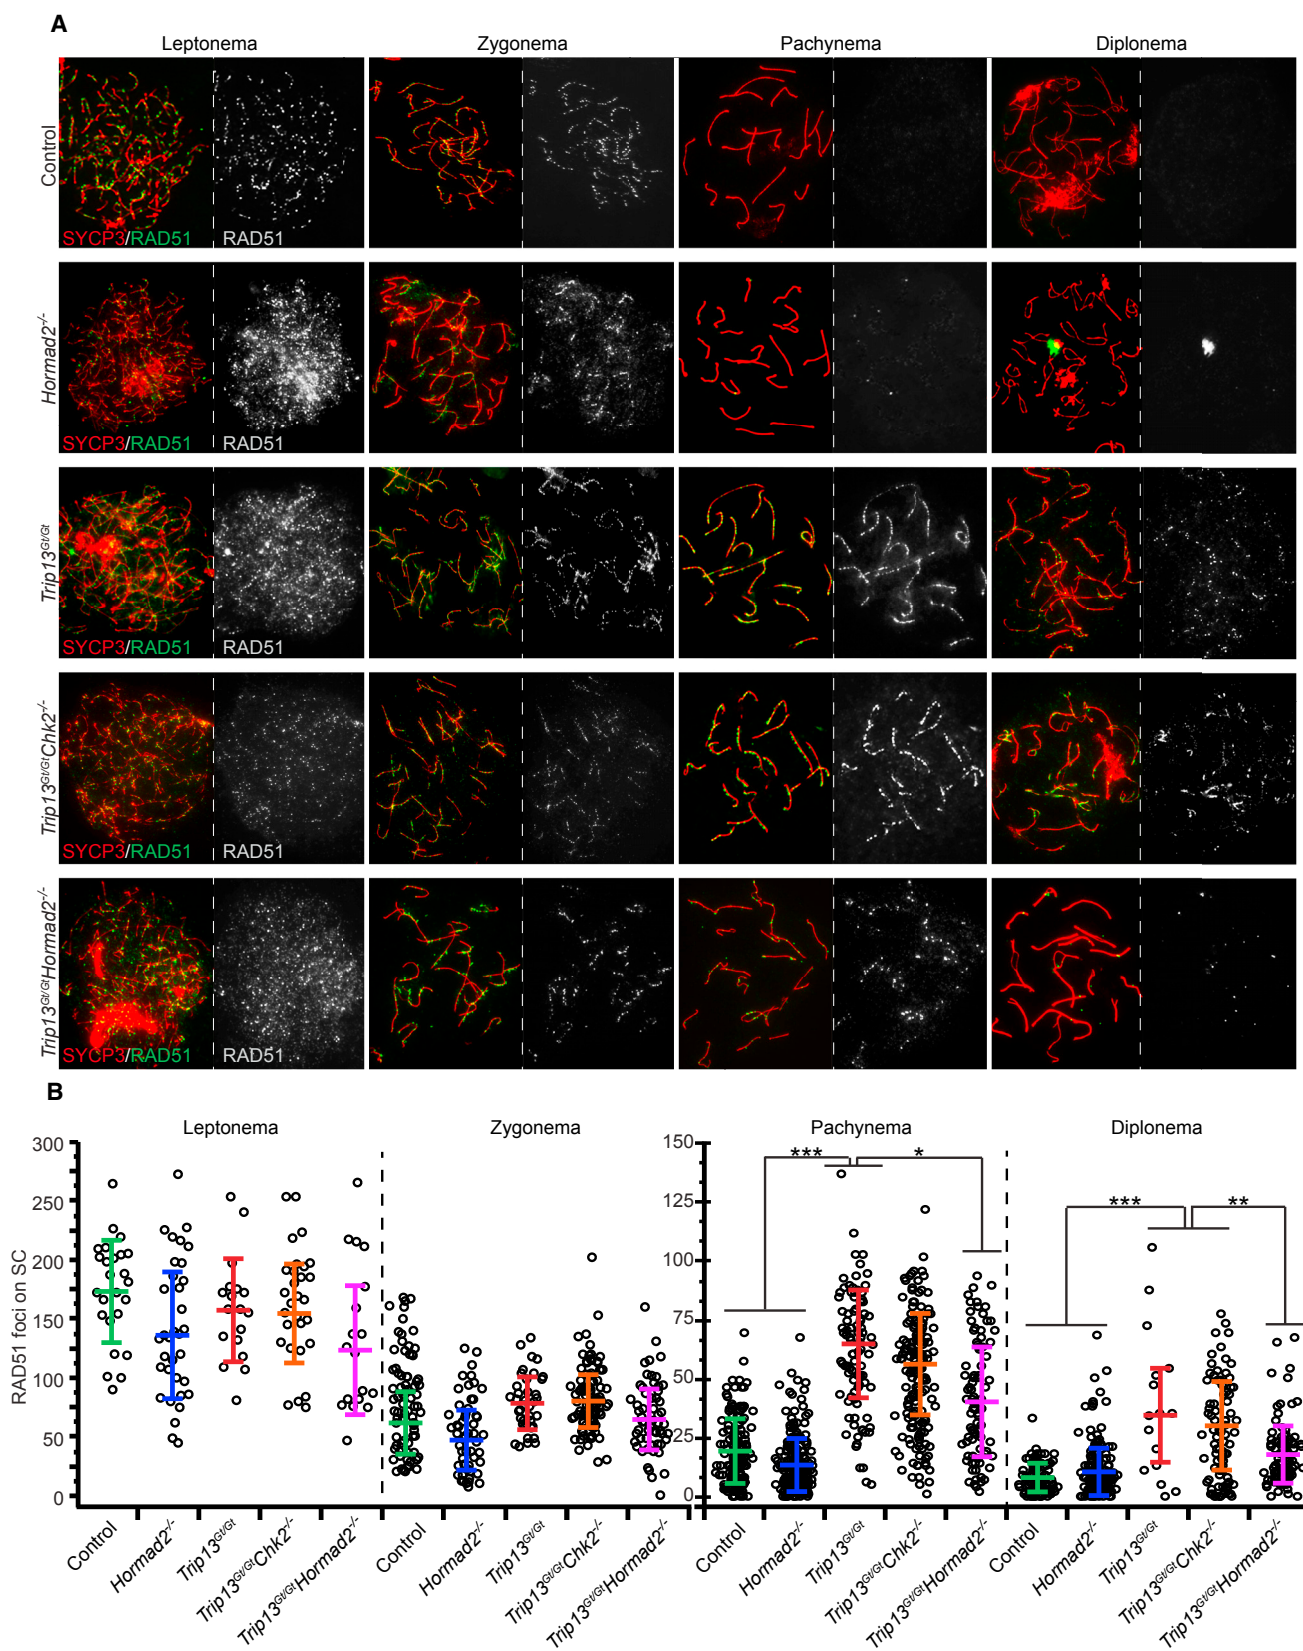 A
Leptonema Zygonema Pachynema Diplonema
Control
SYCP3/RAD51 RAD51
Hormad2-/-
SYCP3/RAD51 RAD51
Trip13Gt/Gt
SYCP3/RAD51 RAD51
Trip13Gt/GtChk2-/-
SYCP3/RAD51 RAD51
Trip13Gt/GtHormad2-/-
SYCP3/RAD51 RAD51
B
Leptonema Zygonema Pachynema Diplonema
RAD51 foci on SC
300
250
200
150
100
50
0
150
125
100
75
50
25
0
*** *
*** **
Control Hormad2-/- Trip13Gt/Gt Trip13Gt/GtChk2-/- Trip13Gt/GtHormad2-/- Control Hormad2-/- Trip13Gt/Gt Trip13Gt/GtChk2-/- Trip13Gt/GtHormad2-/- Control Hormad2-/- Trip13Gt/Gt Trip13Gt/GtChk2-/- Trip13Gt/GtHormad2-/- Control Hormad2-/- Trip13Gt/Gt Trip13Gt/GtChk2-/- Trip13Gt/GtHormad2-/-